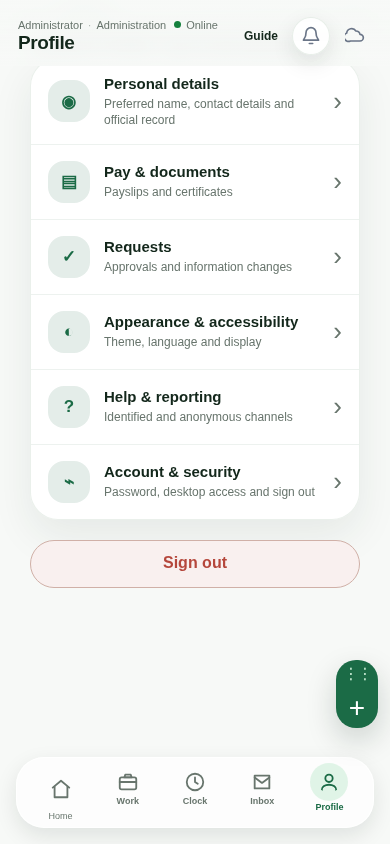 Administrator · Administration Online
Profile
Guide
Personal details
Preferred name, contact details and
official record
Pay & documents
Payslips and certificates
Requests
Approvals and information changes
Appearance & accessibility
Theme, language and display
?
Help & reporting
Identified and anonymous channels
Account & security
Password, desktop access and sign out
Sign out
+
Home
Work
Clock
Inbox
Profile